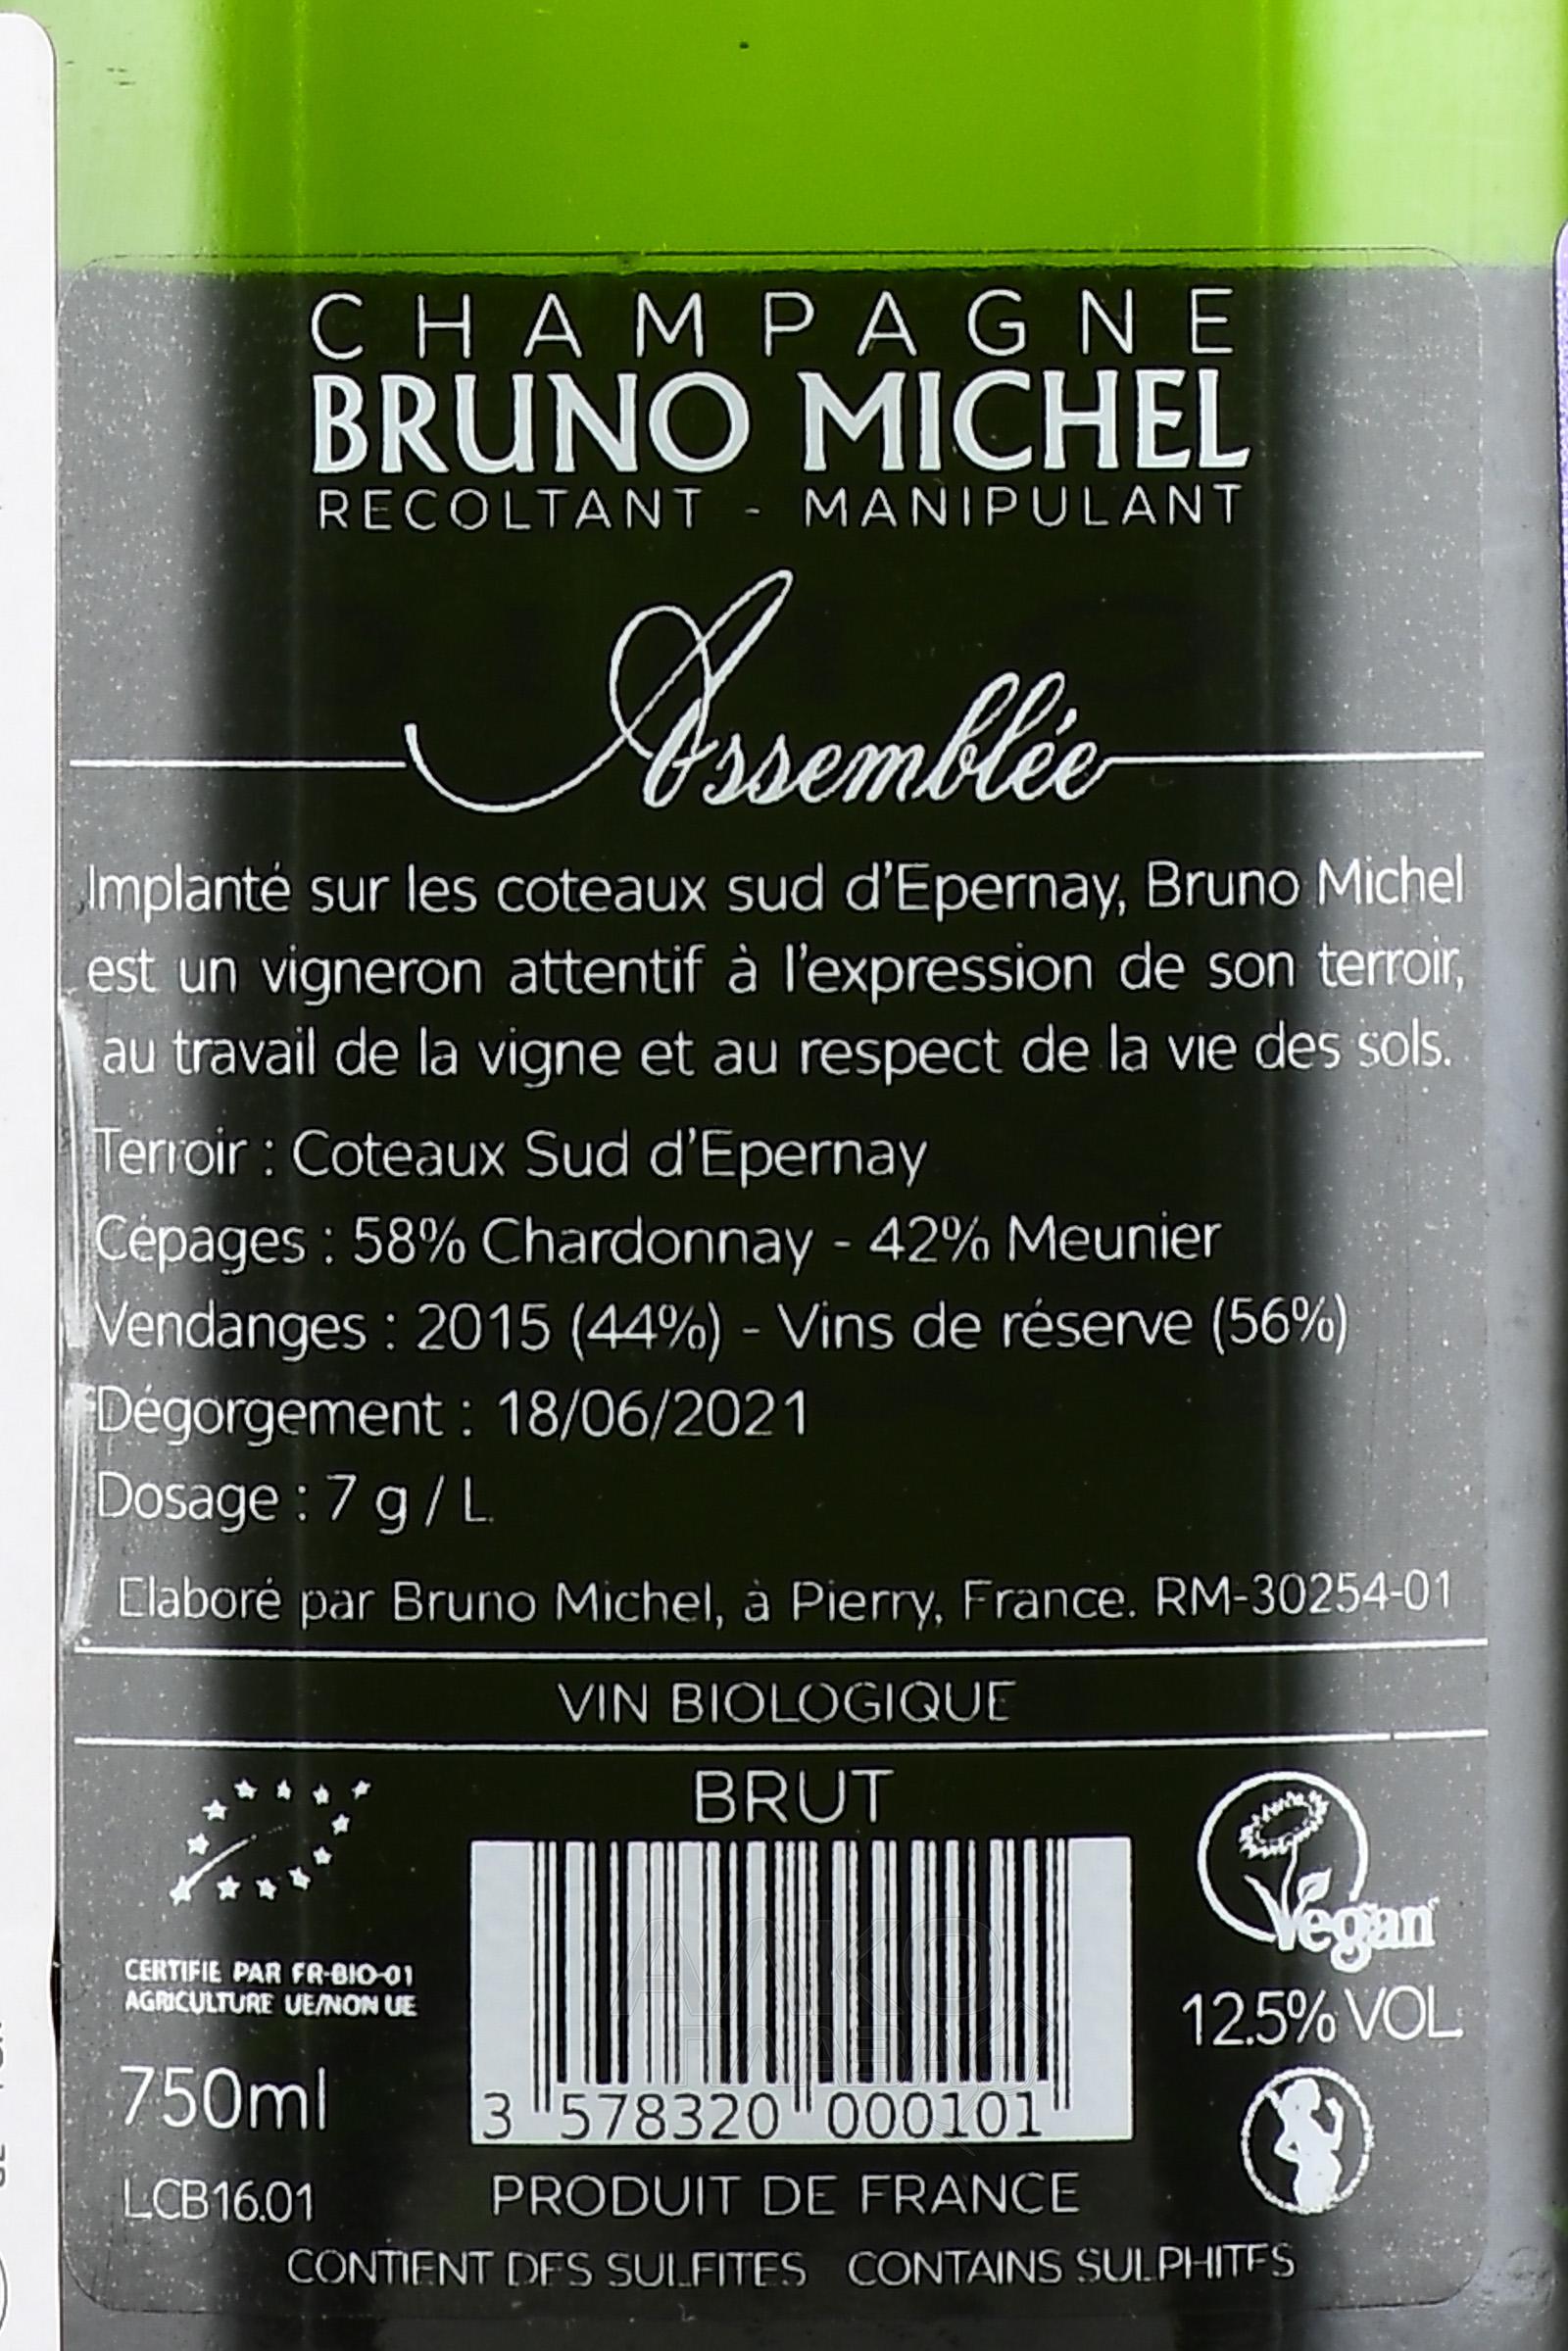 CHAMPAGNE
BRUNO MICHEL
RECOLTANT - MANIPULANT
Assemblée
Implanté sur les coteaux sud d'Epernay, Bruno Michel
est un vigneron attentif à l'expression de son terroir,
au travail de la vigne et au respect de la vie des sols.
Terroir : Coteaux Sud d'Epernay
Cépages : 58% Chardonnay - 42% Meunier
Vendanges : 2015 (44%) - Vins de réserve (56%)
Dégorgement : 18/06/2021
Dosage : 7 g / L
Elaboré par Bruno Michel, à Pierry, France. RM-30254-01
VIN BIOLOGIQUE
BRUT
Vegan
CERTIFIE PAR FR-BIO-01
AGRICULTURE UE/NON UE
12.5% VOL
750ml
3 578320 000101
LCB16.01
PRODUIT DE FRANCE
CONTIENT DES SULFITES CONTAINS SULPHITES